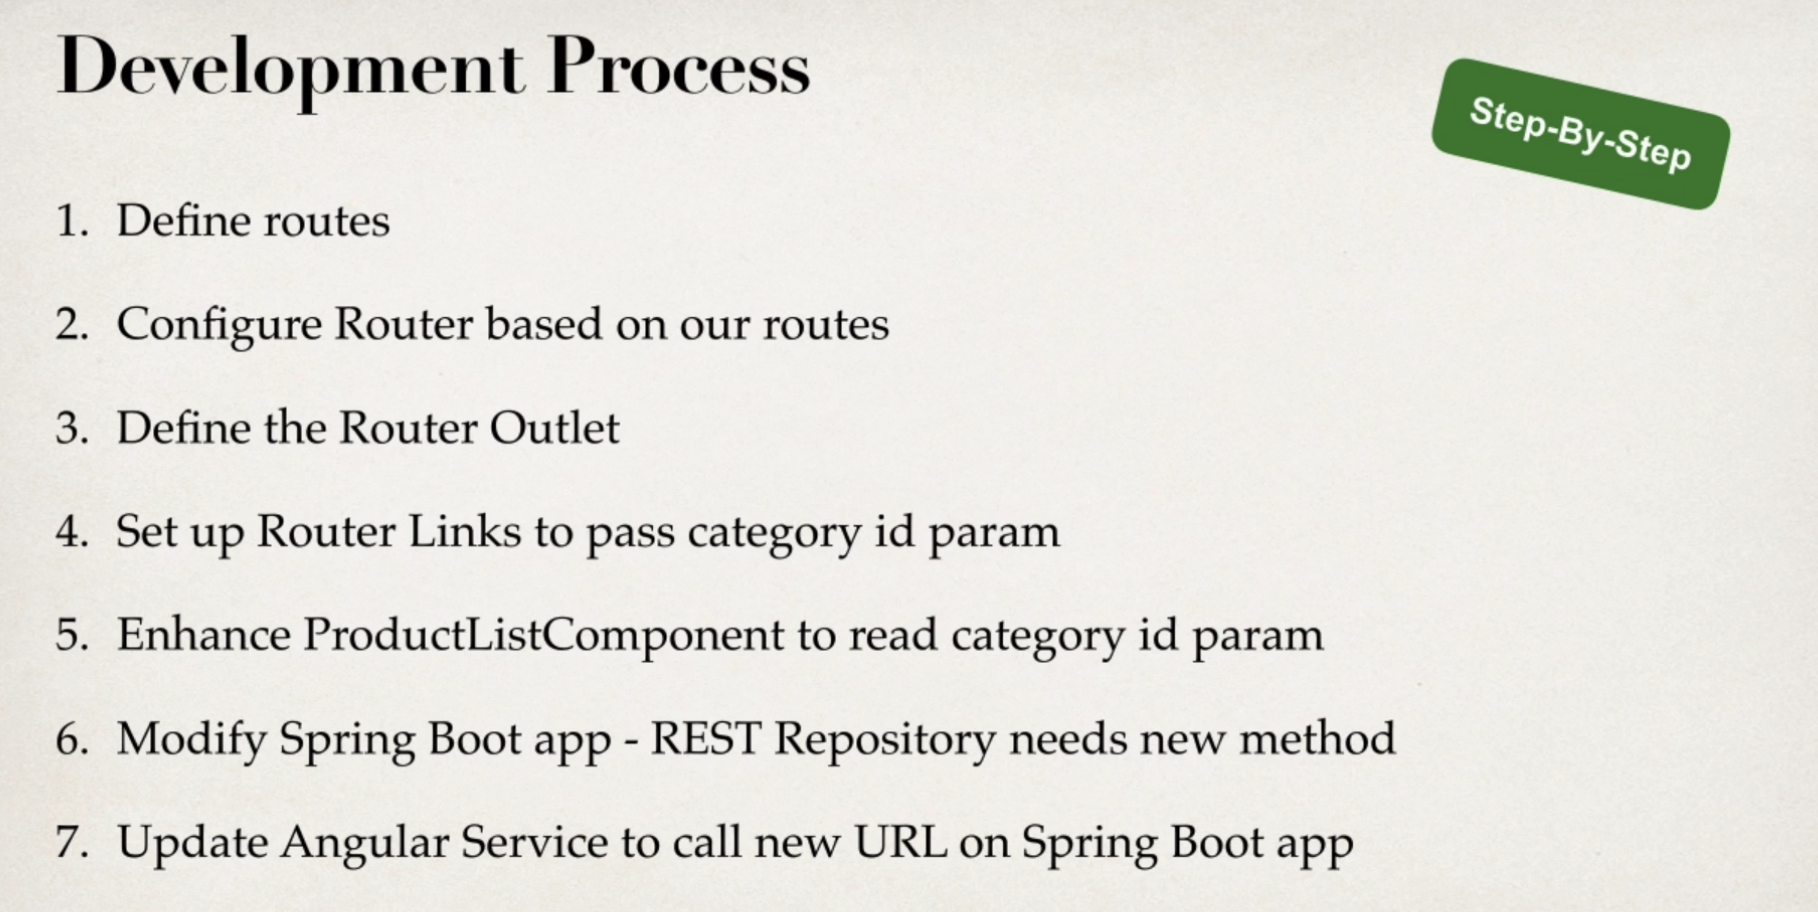 Development Process
Step-By-Step
1. Define routes
2. Configure Router based on our routes
3. Define the Router Outlet
4. Set up Router Links to pass category id param
5. Enhance ProductListComponent to read category id param
6. Modify Spring Boot app - REST Repository needs new method
7. Update Angular Service to call new URL on Spring Boot app